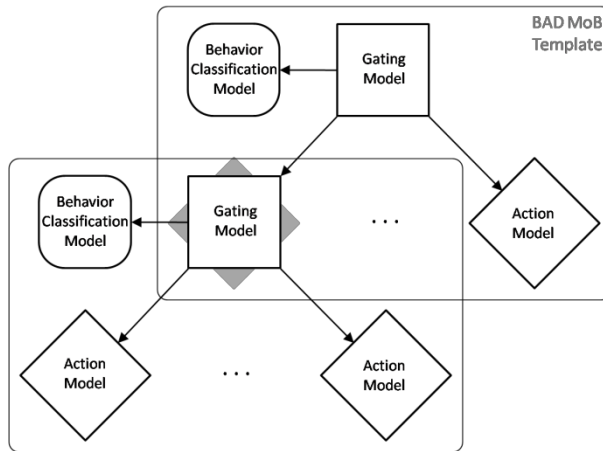 BAD MoB
Template
Behavior
Classification
Model
Gating
Model
Behavior
Classification
Model
Gating
Model
...
Action
Model
Action
Model
...
Action
Model